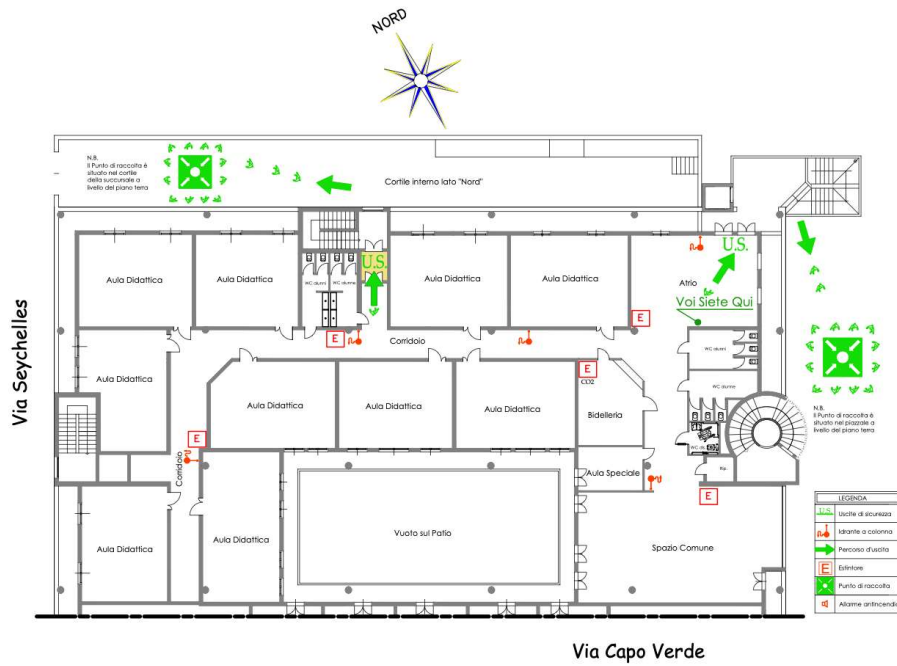 NORD
N.B.
Il Punto di raccolta è
situato nel cortile
della succursale a
livello del piano terra
Cortile interno lato "Nord"
U.S.
U.S.
Aula Didattica
Aula Didattica
WC alunni
WC alunne
Aula Didattica
Aula Didattica
Atrio
Voi Siete Qui
E
E
Corridoio
Via Seychelles
Aula Didattica
WC alunni
E
CO2
WC alunne
Aula Didattica
Aula Didattica
Aula Didattica
Bidelleria
N.B.
Il Punto di raccolta è
situato nel piazzale a
livello del piano terra.
E
Corridoio
Aula Speciale
Rip.
E
Aula Didattica
Aula Didattica
Vuoto sul Patio
Spazio Comune
LEGENDA
U.S. Uscite di sicurezza
Idrante a colonna
Percorso d'uscita
E Estintore
Punto di raccolta
Allarme antincendio
Via Capo Verde